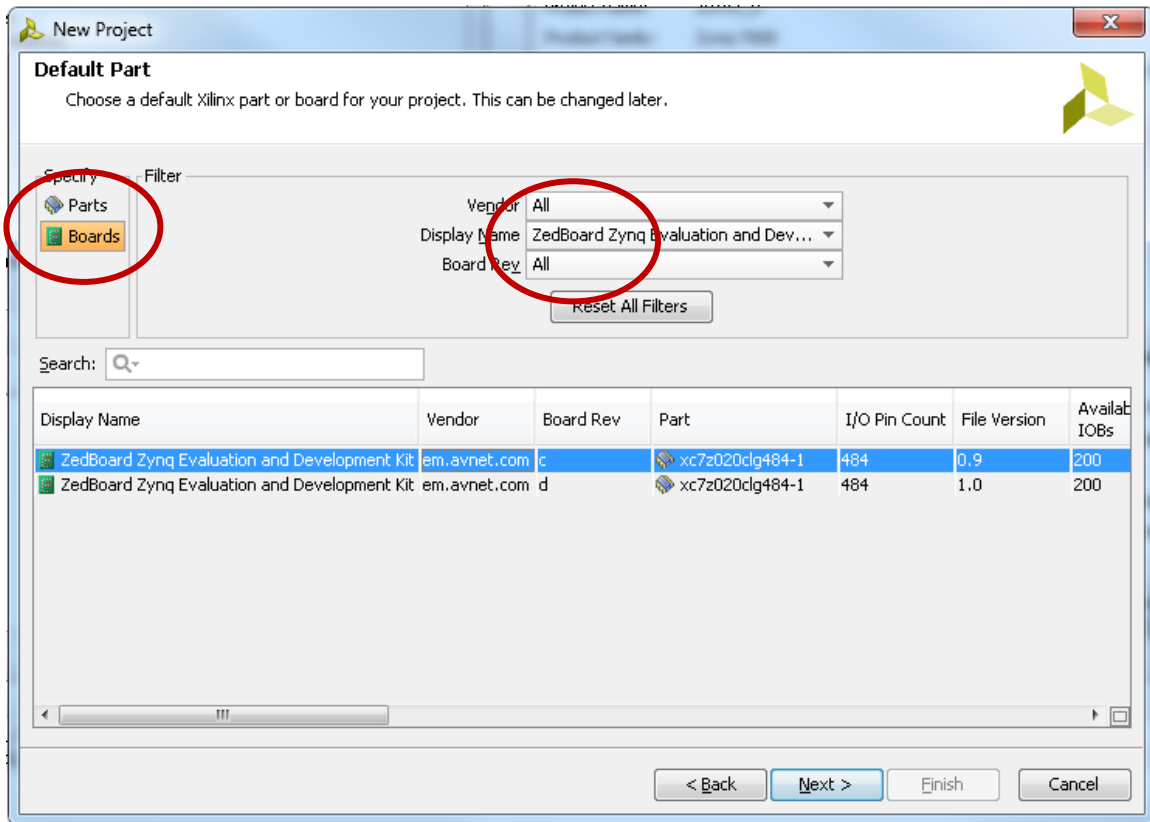 New Project
Default Part
Choose a default Xilinx part or board for your project. This can be changed later.
Specify
Filter
Parts
Boards
Vendor All
Display Name ZedBoard Zynq Evaluation and Dev...
Board Rev All
Reset All Filters
Search:
Display Name Vendor Board Rev Part I/O Pin Count File Version Availab
IOBs
ZedBoard Zynq Evaluation and Development Kit em.avnet.com c xc7z020clg484-1 484 0.9 200
ZedBoard Zynq Evaluation and Development Kit em.avnet.com d xc7z020clg484-1 484 1.0 200
< Back Next > Finish Cancel